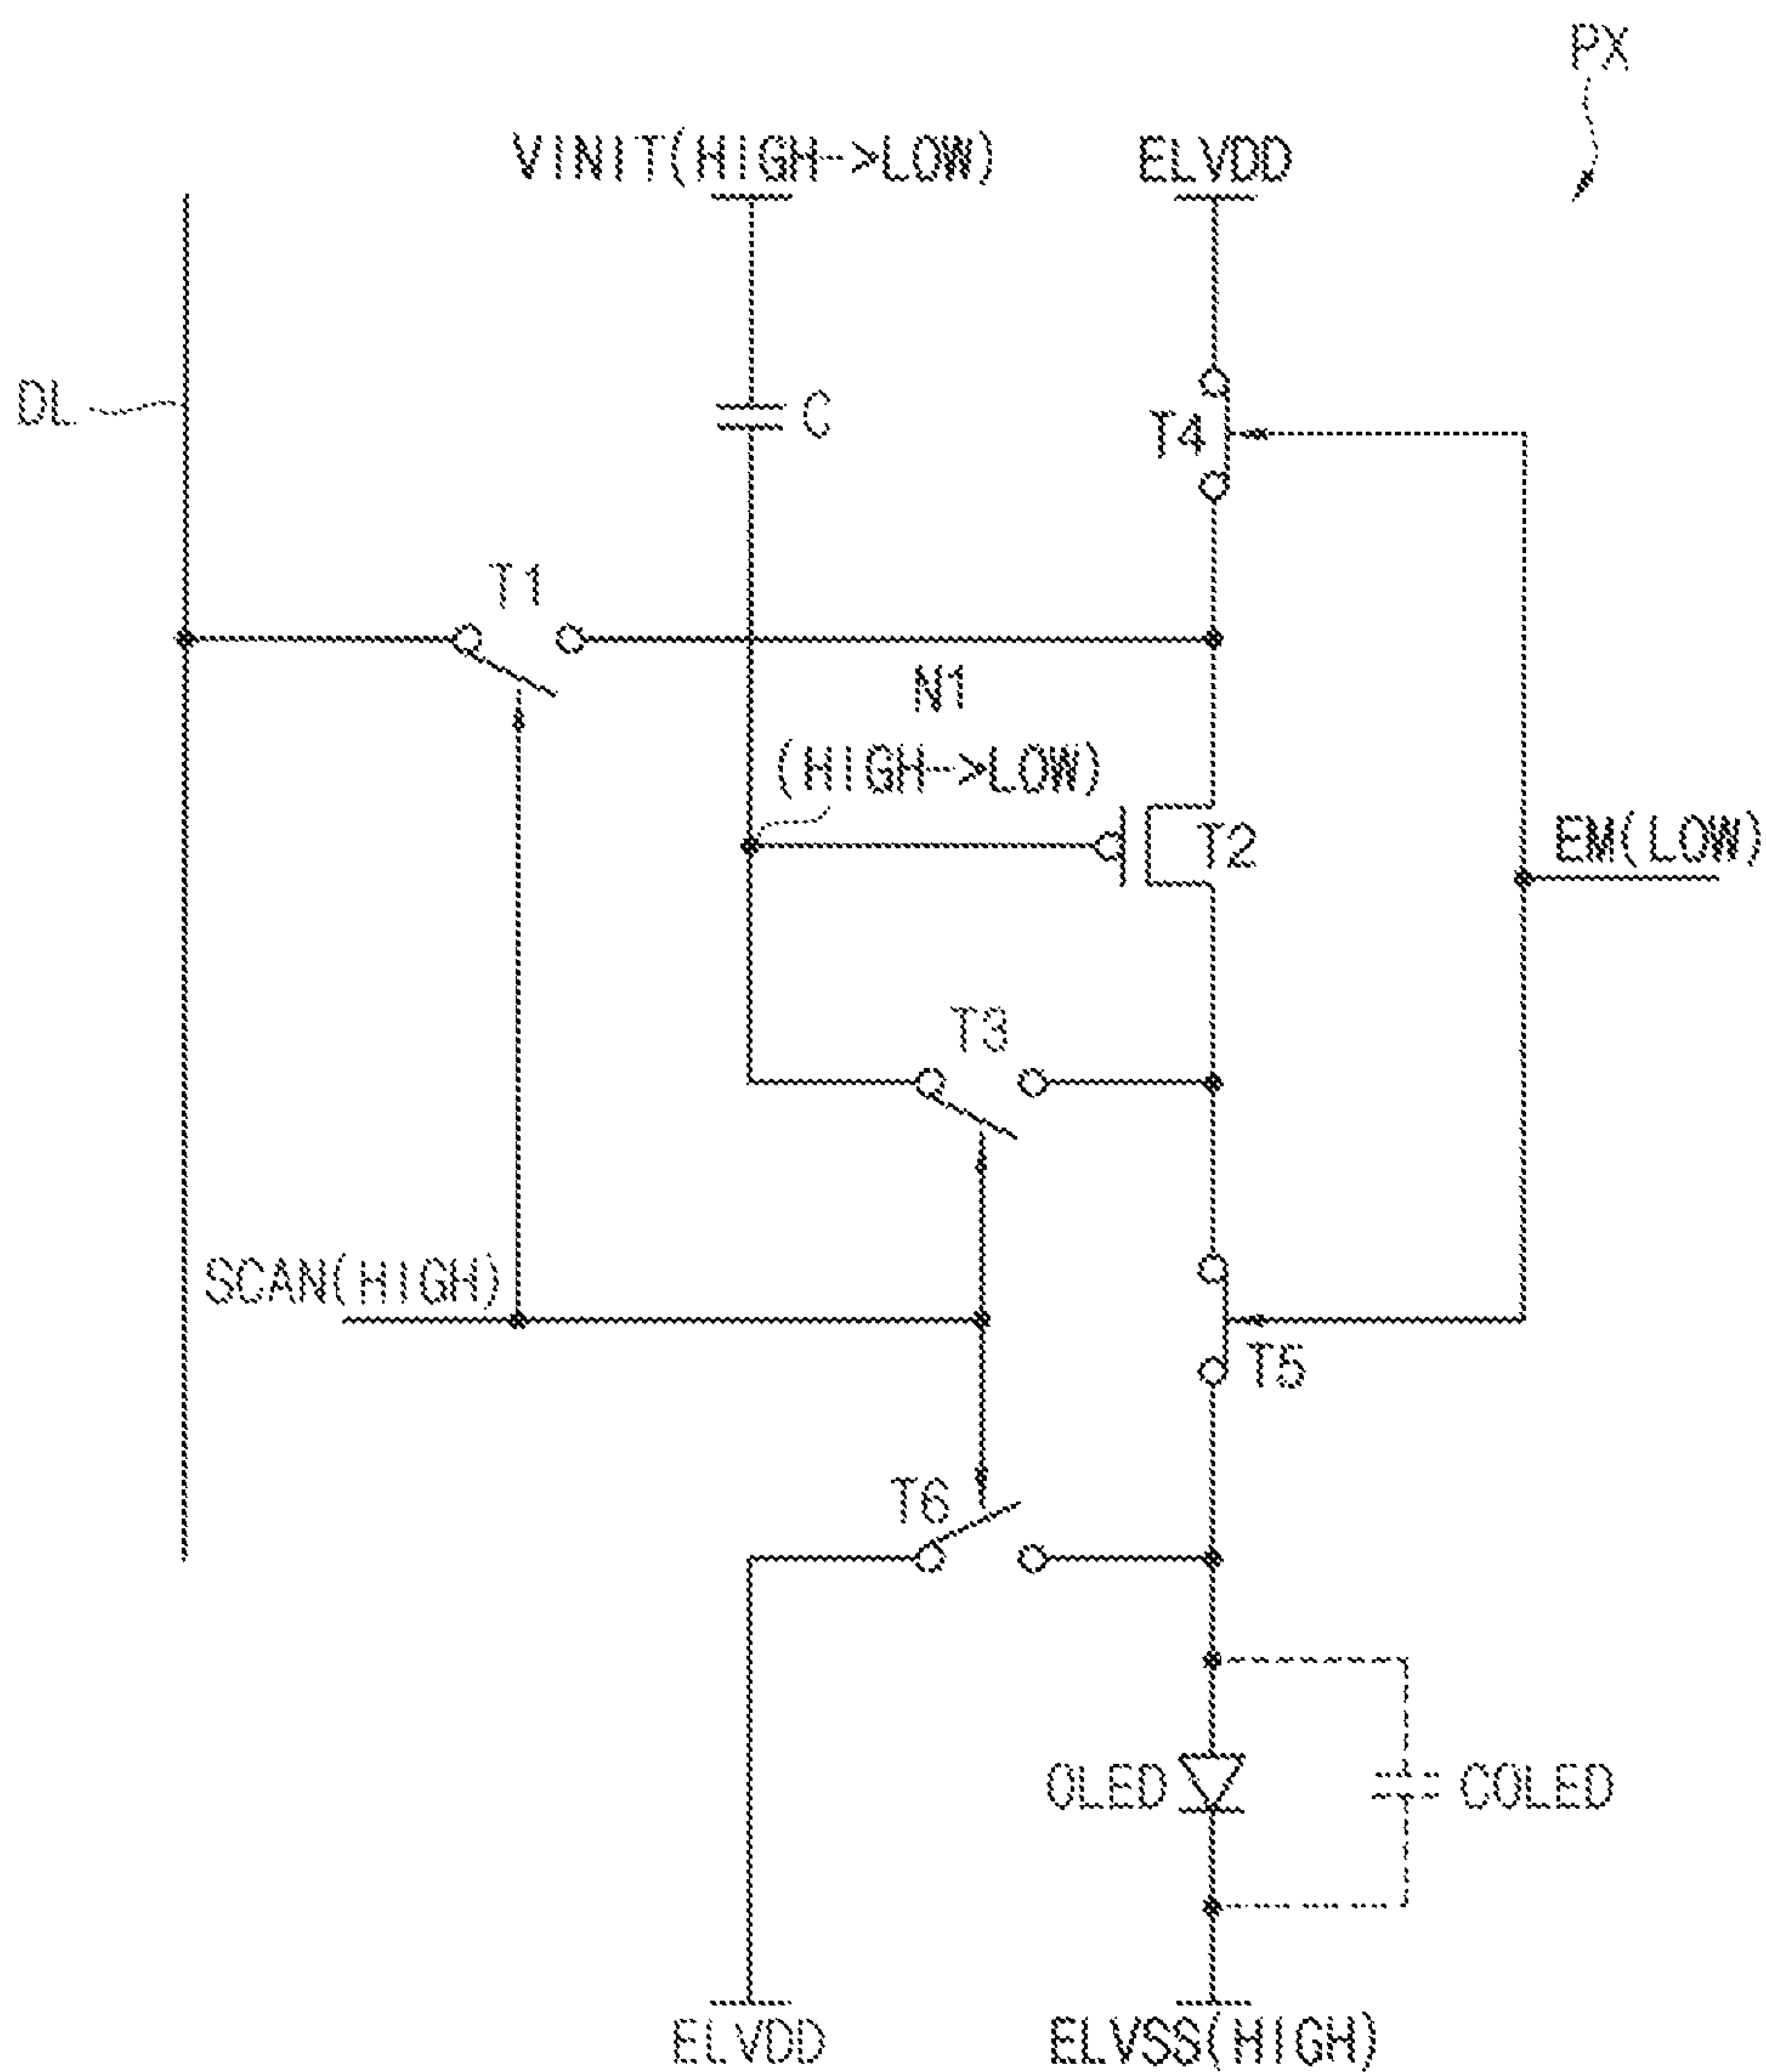 PX
VINIT(HIGH->LOW)
ELVDD
DL
C
T4
T1
N1
(HIGH->LOW)
T2
EM(LOW)
T3
SCAN(HIGH)
T5
T6
OLED
COLED
ELVDD
ELVSS(HIGH)